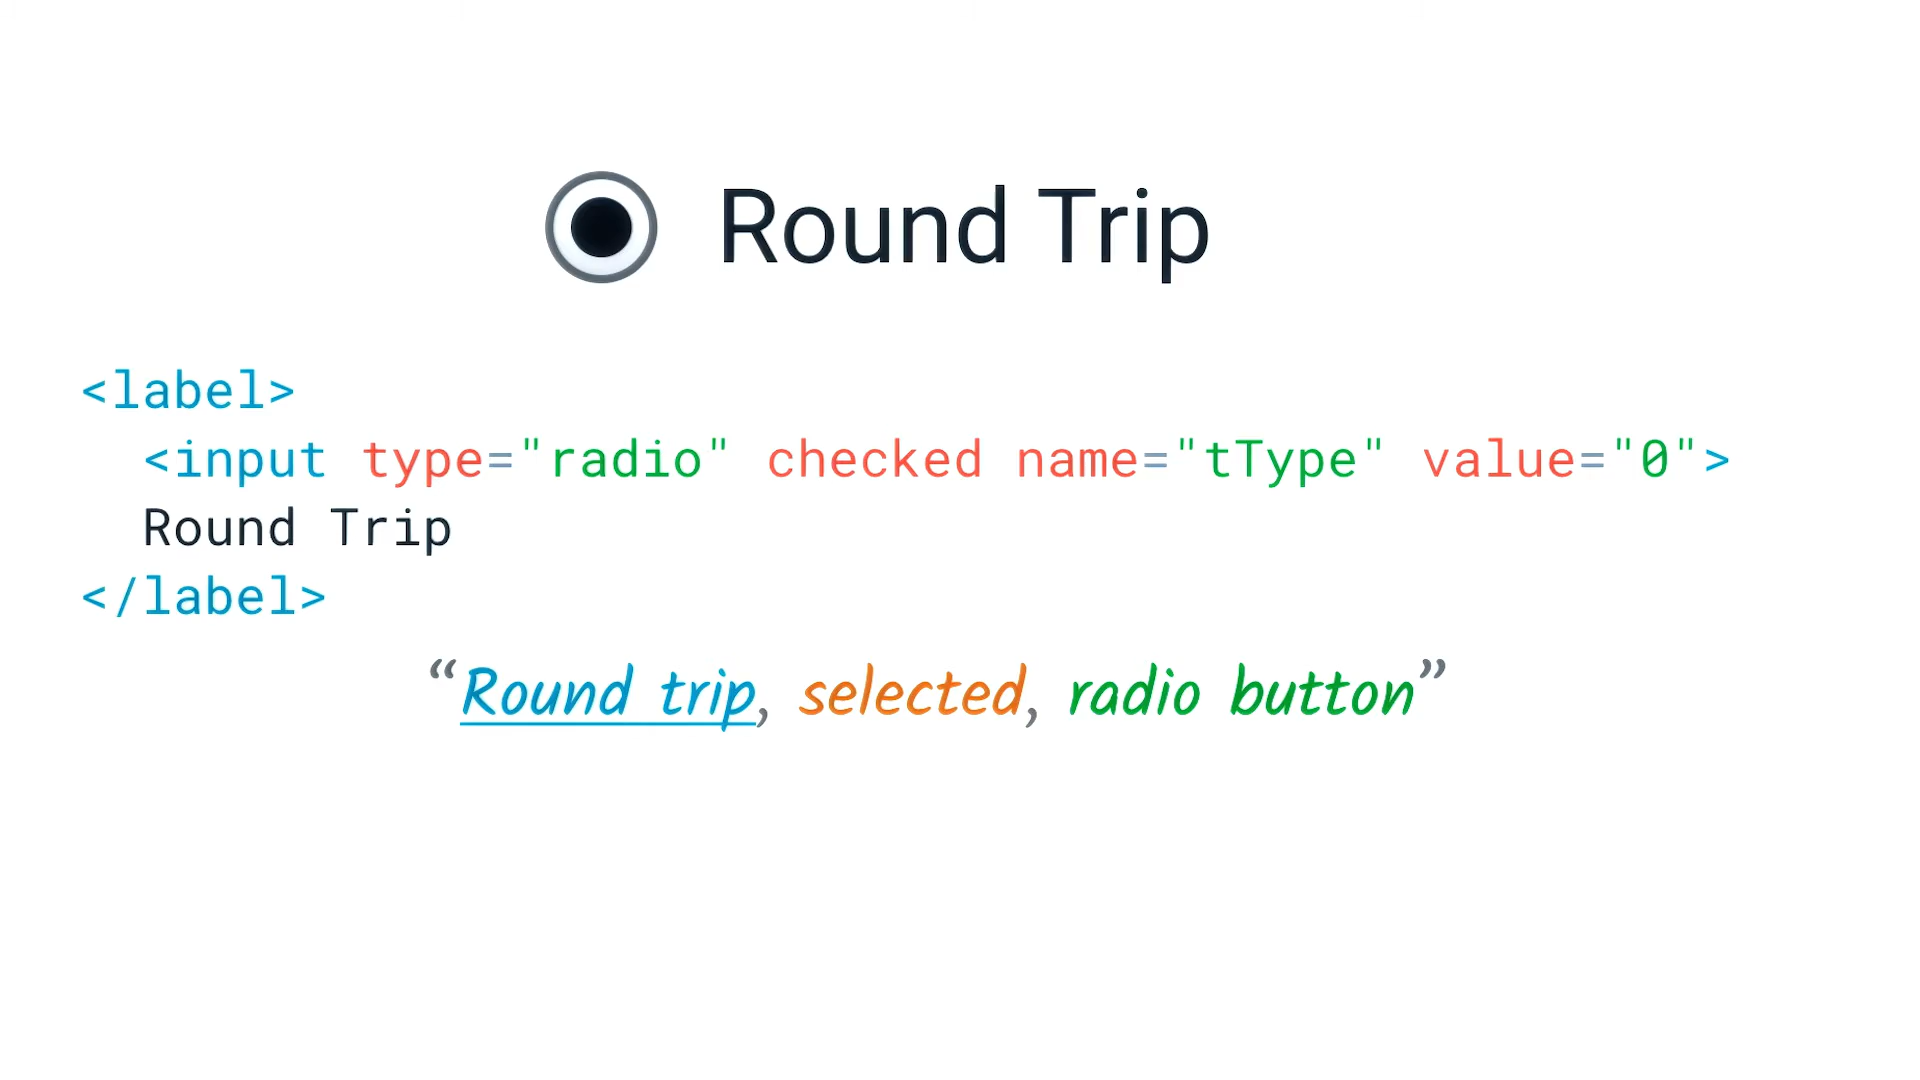 Round Trip
<label>
<input type="radio" checked name="tType" value="0">
Round Trip
</label>
“Round trip, selected, radio button”